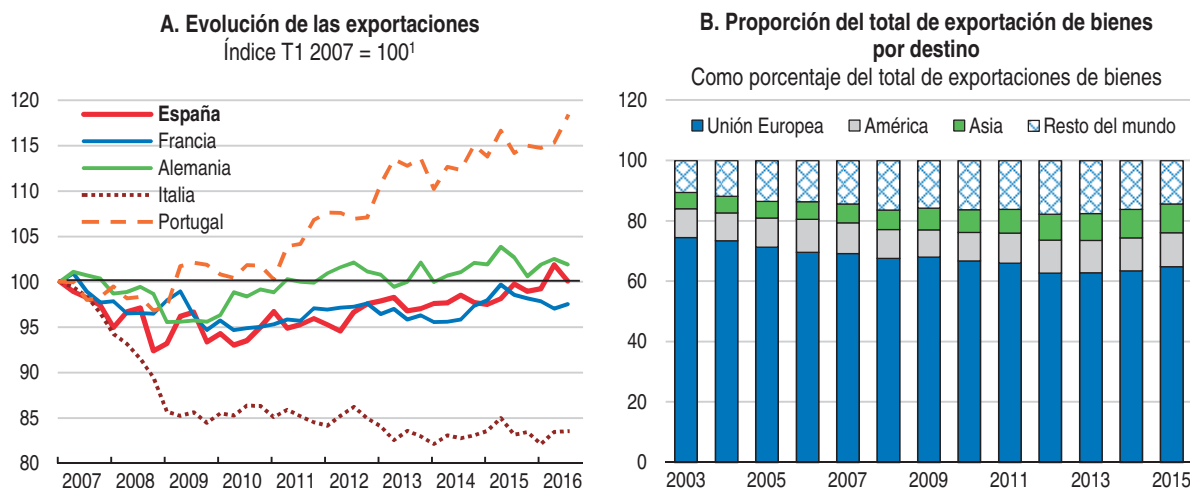 A. Evolución de las exportaciones
Índice T1 2007 = 100¹
120
115
110
105
100
95
90
85
80
España
Francia
Alemania
Italia
Portugal
2007 2008 2009 2010 2011 2012 2013 2014 2015 2016
B. Proporción del total de exportación de bienes
por destino
Como porcentaje del total de exportaciones de bienes
120
100
80
60
40
20
0
Unión Europea América Asia Resto del mundo
2003 2005 2007 2009 2011 2013 2015